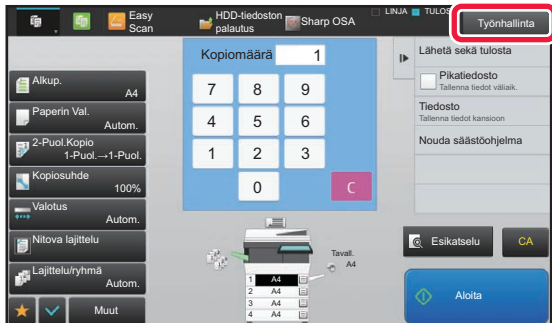 Easy
Scan
HDD-tiedoston
palautus
Sharp OSA
LINJA
TULOS
Työnhallinta
Kopiomäärä
1
7 8 9
4 5 6
1 2 3
0 C
Alkup.
A4
Paperin Val.
Autom.
2-Puol.Kopio
1-Puol.→1-Puol.
Kopiosuhde
100%
Valotus
Autom.
Nitova lajittelu
Lajittelu/ryhmä
Autom.
Muut
Tavall.
A4
1 A4
2 A4
3 A4
4 A4
Lähetä sekä tulosta
Pikatiedosto
Tallenna tiedot väliaik.
Tiedosto
Tallenna tiedot kansioon
Nouda säästöohjelma
Esikatselu
CA
Aloita